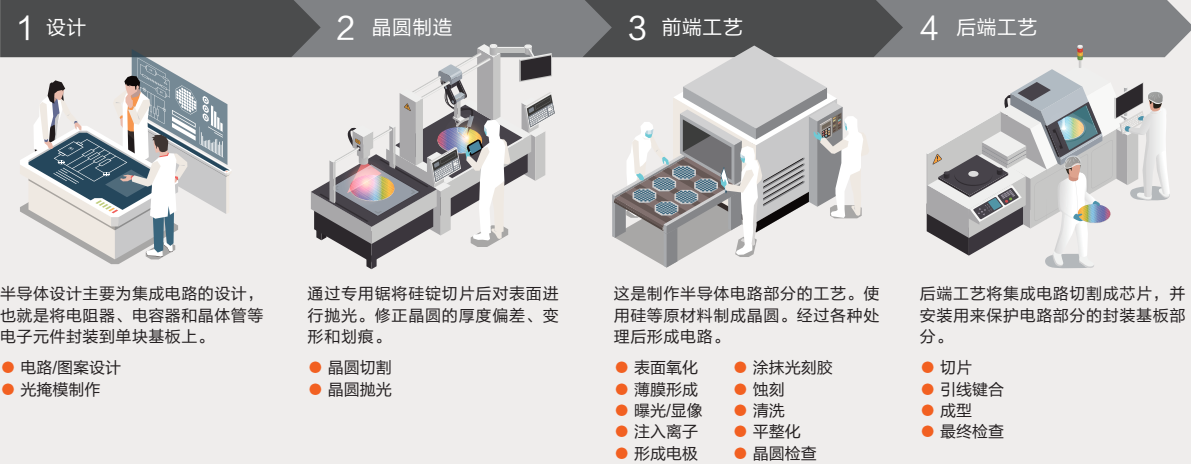 1 设计
2 晶圆制造
3 前端工艺
4 后端工艺
半导体设计主要为集成电路的设计，
也就是将电阻器、电容器和晶体管等
电子元件封装到单块基板上。
电路/图案设计
光掩模制作
通过专用锯将硅锭切片后对表面进
行抛光。修正晶圆的厚度偏差、变
形和划痕。
晶圆切割
晶圆抛光
这是制作半导体电路部分的工艺。使
用硅等原材料制成晶圆。经过各种处
理后形成电路。
表面氧化
薄膜形成
曝光/显像
注入离子
形成电极
涂抹光刻胶
蚀刻
清洗
平整化
晶圆检查
后端工艺将集成电路切割成芯片，并
安装用来保护电路部分的封装基板部
分。
切片
引线键合
成型
最终检查